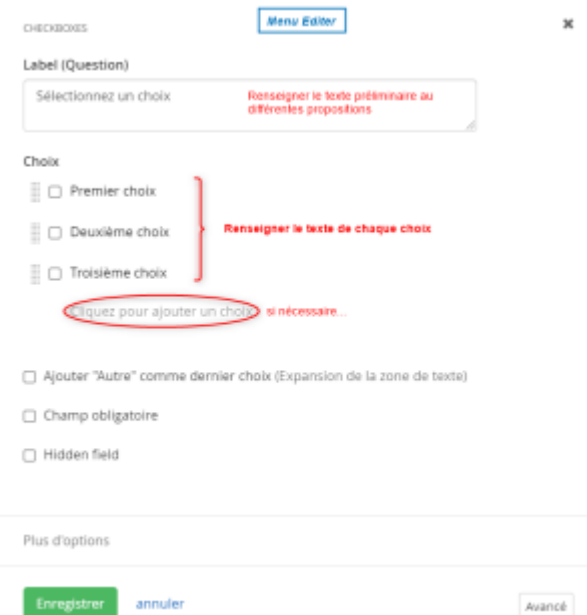 CHECKBOXES
Menu Editer
Label (Question)
Sélectionnez un choix
Renseigner le texte préliminaire au
différentes propositions
Choix
Premier choix
Deuxième choix
Renseigner le texte de chaque choix
Troisième choix
Cliquez pour ajouter un choix
si nécessaire...
Ajouter "Autre" comme dernier choix (Expansion de la zone de texte)
Champ obligatoire
Hidden field
Plus d'options
Enregistrer
annuler
Avancé